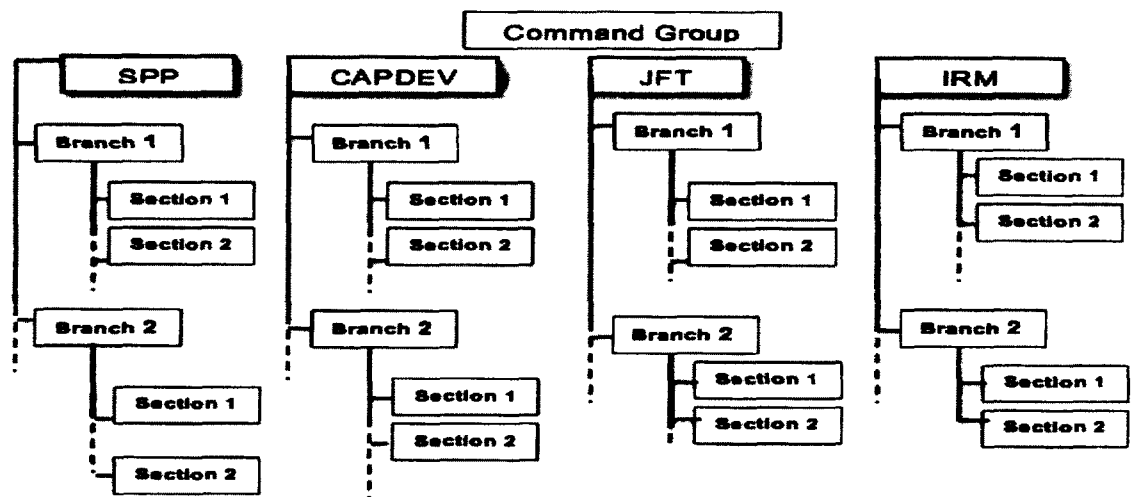 Command Group
SPP
Branch 1
Section 1
Section 2
Branch 2
Section 1
Section 2
CAPDEV
Branch 1
Section 1
Section 2
Branch 2
Section 1
Section 2
JFT
Branch 1
Section 1
Section 2
Branch 2
Section 1
Section 2
IRM
Branch 1
Section 1
Section 2
Branch 2
Section 1
Section 2